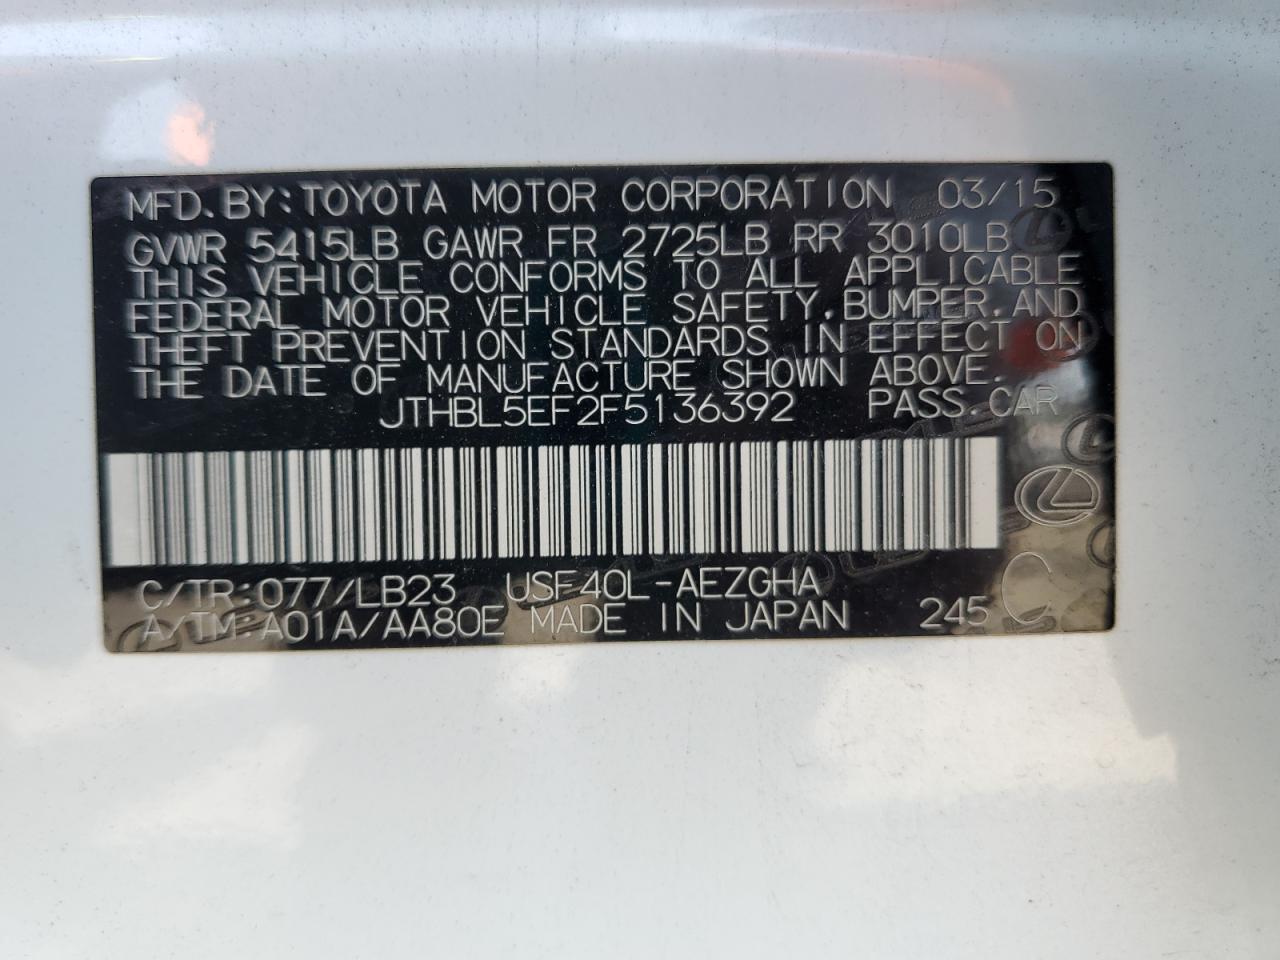 MFD. BY: TOYOTA MOTOR CORPORATION 03/15
GVWR 5415LB GAWR FR 2725LB RR 3010LB
THIS VEHICLE CONFORMS TO ALL APPLICABLE
FEDERAL MOTOR VEHICLE SAFETY, BUMPER, AND
THEFT PREVENTION STANDARDS IN EFFECT ON
THE DATE OF MANUFACTURE SHOWN ABOVE.
JTHBL5EF2F5136392 PASS. CAR
C/TR: 077/LB23 USF40L-AEZGHA
A/TM: A01A/AA80E MADE IN JAPAN 245 C